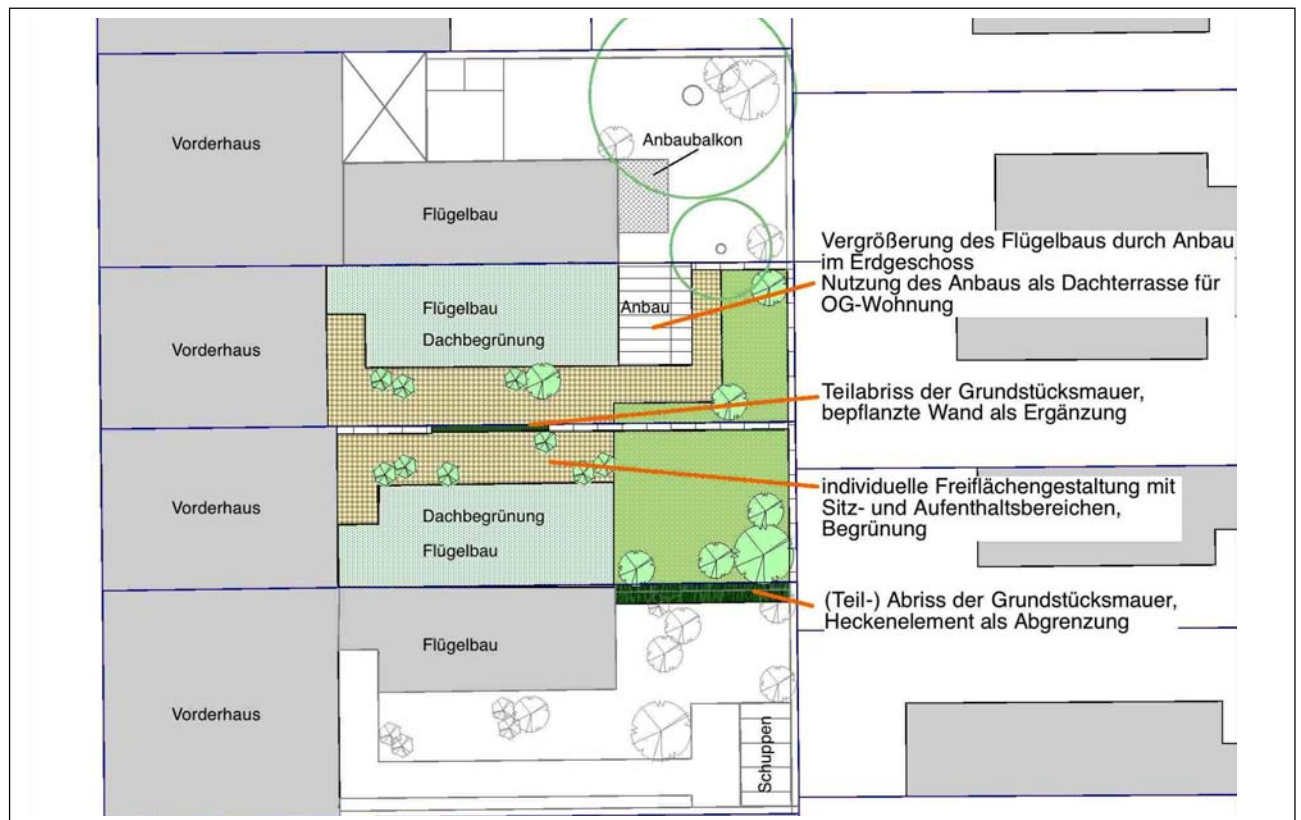 Vorderhaus
Anbaubalkon
Flügelbau
Vergrößerung des Flügelbaus durch Anbau
im Erdgeschoss
Nutzung des Anbaus als Dachterrasse für
OG-Wohnung
Flügelbau
Anbau
Dachbegrünung
Vorderhaus
Teilabriss der Grundstücksmauer,
bepflanzte Wand als Ergänzung
individuelle Freiflächengestaltung mit
Sitz- und Aufenthaltsbereichen,
Begrünung
Vorderhaus
Dachbegrünung
Flügelbau
(Teil-) Abriss der Grundstücksmauer,
Heckenelement als Abgrenzung
Flügelbau
Vorderhaus
Schuppen